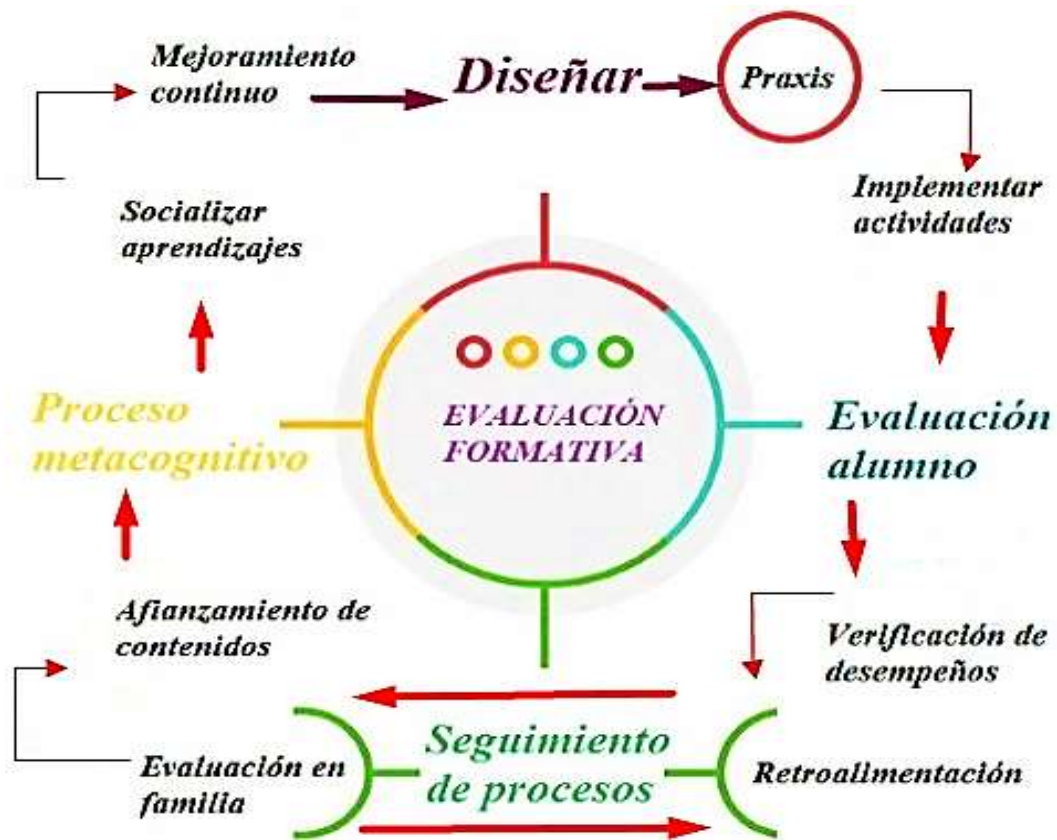 Mejoramiento
continuo
Diseñar
Praxis
Implementar
actividades
Socializar
aprendizajes
EVALUACIÓN
FORMATIVA
Proceso
metacognitivo
Evaluación
alumno
Afianzamiento de
contenidos
Verificación de
desempeños
Seguimiento
de procesos
Evaluación en
familia
Retroalimentación